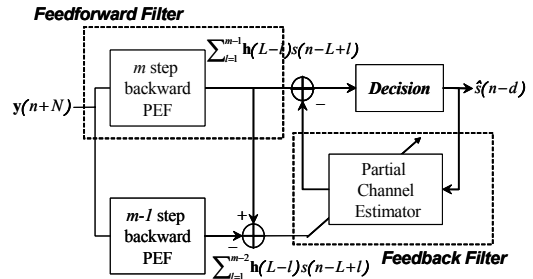 Feedforward Filter
m step
backward
PEF
∑_{l=1}^{m-1} h(L-l)s(n-L+l)
y(n+N)
Decision
ŝ(n-d)
−
Partial
Channel
Estimator
m-1 step
backward
PEF
+
−
∑_{l=1}^{m-2} h(L-l)s(n-L+l)
Feedback Filter